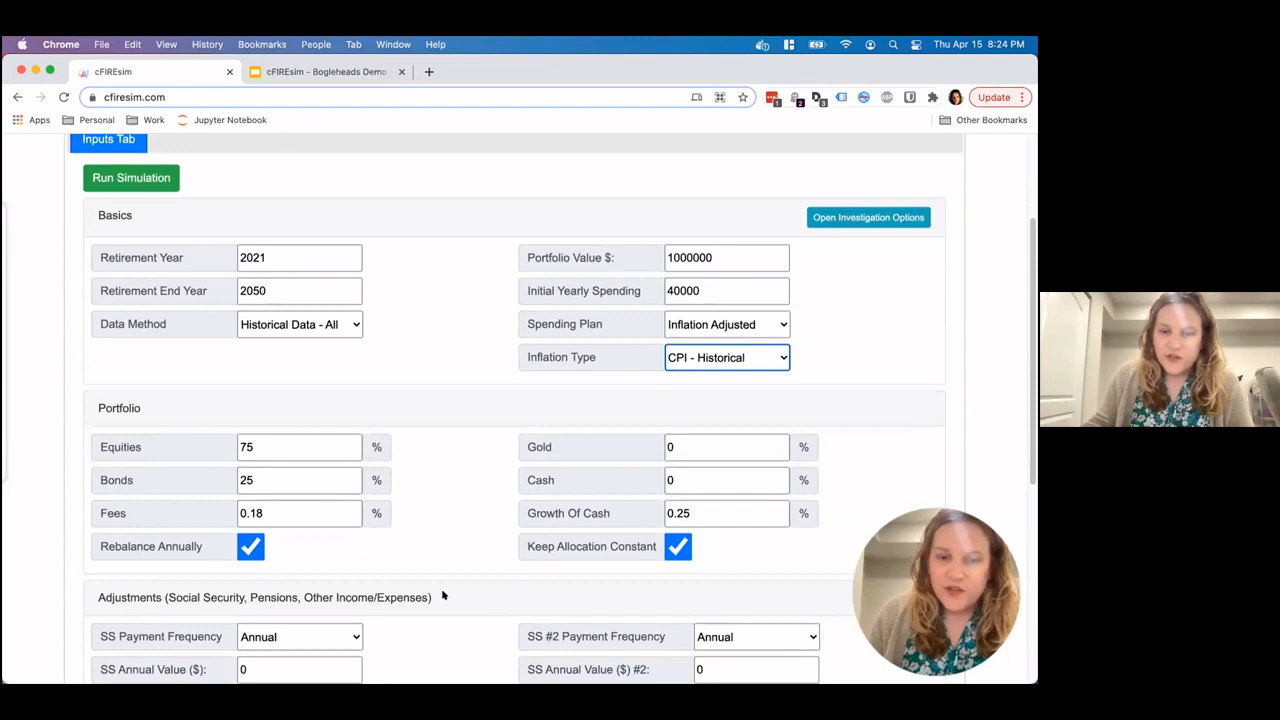 Chrome File Edit View History Bookmarks People Tab Window Help Thu Apr 15 8:24 PM
cFIREsim cFIREsim - Bogleheads Demo
cfiresim.com Update
Apps Personal Work Jupyter Notebook Other Bookmarks
Inputs Tab
Run Simulation
Basics Open Investigation Options
Retirement Year 2021 Portfolio Value $: 1000000
Retirement End Year 2050 Initial Yearly Spending 40000
Data Method Historical Data - All Spending Plan Inflation Adjusted
Inflation Type CPI - Historical
Portfolio
Equities 75 % Gold 0 %
Bonds 25 % Cash 0 %
Fees 0.18 % Growth Of Cash 0.25 %
Rebalance Annually Keep Allocation Constant
Adjustments (Social Security, Pensions, Other Income/Expenses)
SS Payment Frequency Annual SS #2 Payment Frequency Annual
SS Annual Value ($): 0 SS Annual Value ($) #2: 0